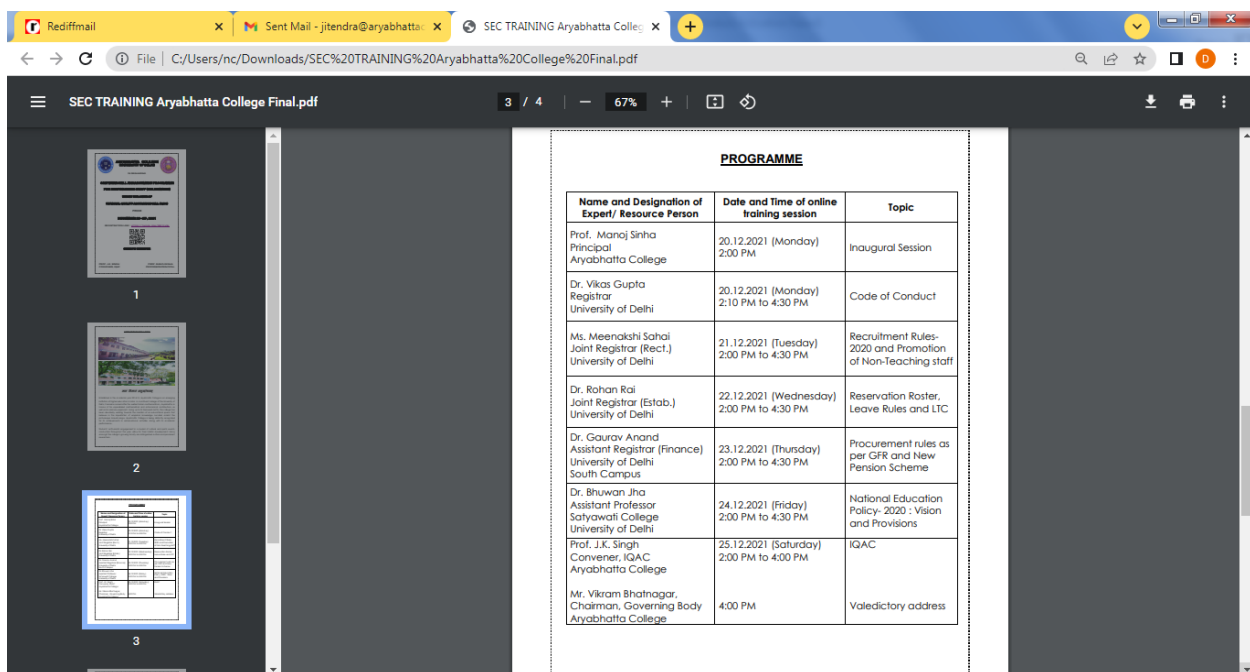 Rediffmail
Sent Mail - jitendra@aryabhattac
SEC TRAINING Aryabhatta Colleg
File | C:/Users/nc/Downloads/SEC%20TRAINING%20Aryabhatta%20College%20Final.pdf
D
SEC TRAINING Aryabhatta College Final.pdf
3 / 4
67%
1
2
3
PROGRAMME
Name and Designation of
Expert/ Resource Person
Date and Time of online
training session
Topic
Prof. Manoj Sinha
Principal
Aryabhatta College
20.12.2021 (Monday)
2:00 PM
Inaugural Session
Dr. Vikas Gupta
Registrar
University of Delhi
20.12.2021 (Monday)
2:10 PM to 4:30 PM
Code of Conduct
Ms. Meenakshi Sahai
Joint Registrar (Rect.)
University of Delhi
21.12.2021 (Tuesday)
2:00 PM to 4:30 PM
Recruitment Rules-
2020 and Promotion
of Non-Teaching staff
Dr. Rohan Rai
Joint Registrar (Estab.)
University of Delhi
22.12.2021 (Wednesday)
2:00 PM to 4:30 PM
Reservation Roster,
Leave Rules and LTC
Dr. Gaurav Anand
Assistant Registrar (Finance)
University of Delhi
South Campus
23.12.2021 (Thursday)
2:00 PM to 4:30 PM
Procurement rules as
per GFR and New
Pension Scheme
Dr. Bhuwan Jha
Assistant Professor
Satyawati College
University of Delhi
24.12.2021 (Friday)
2:00 PM to 4:30 PM
National Education
Policy- 2020 : Vision
and Provisions
Prof. J.K. Singh
Convener, IQAC
Aryabhatta College
25.12.2021 (Saturday)
2:00 PM to 4:00 PM
IQAC
Mr. Vikram Bhatnagar,
Chairman, Governing Body
Aryabhatta College
4:00 PM
Valedictory address